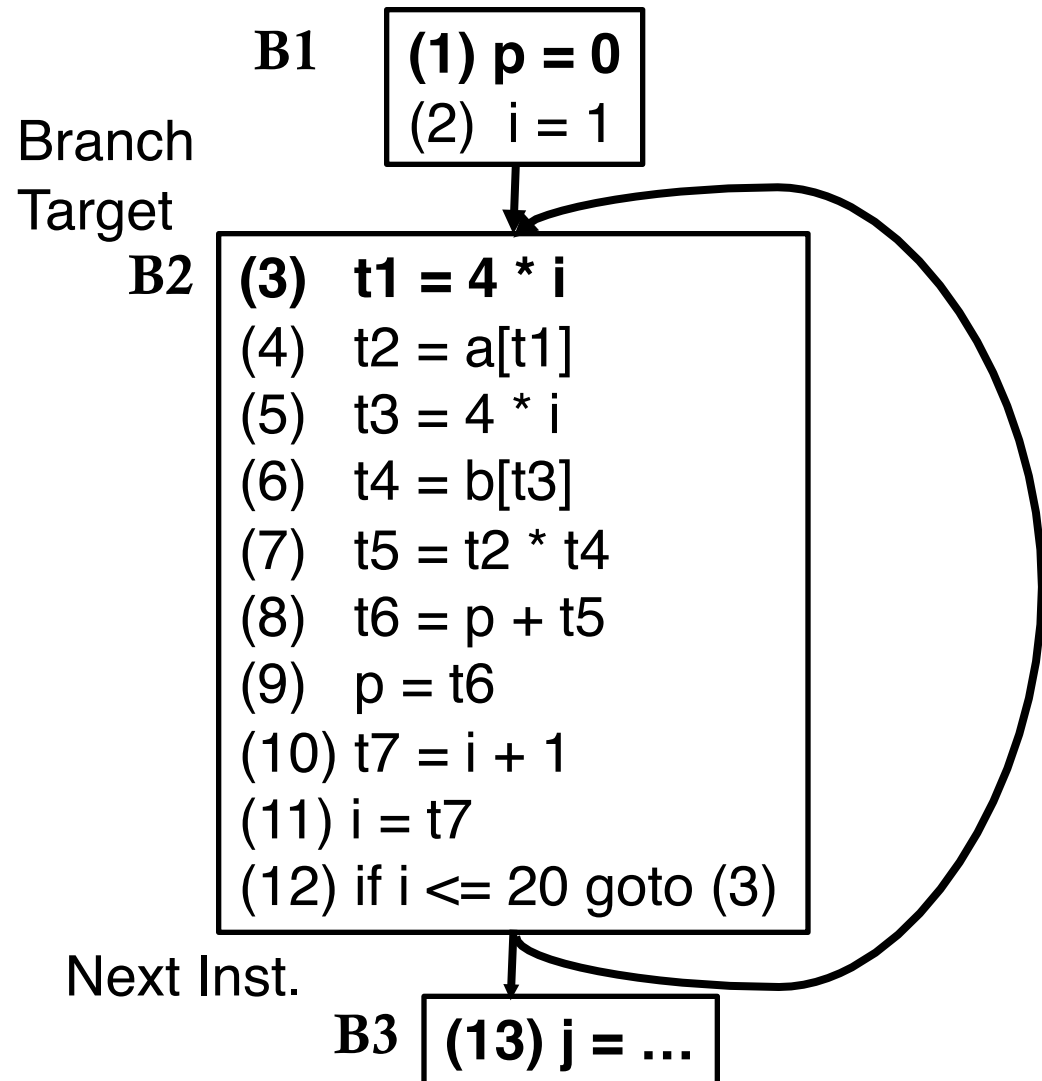 B1
(1) p = 0
(2) i = 1
Branch
Target
B2
(3) t1 = 4 * i
(4) t2 = a[t1]
(5) t3 = 4 * i
(6) t4 = b[t3]
(7) t5 = t2 * t4
(8) t6 = p + t5
(9) p = t6
(10) t7 = i + 1
(11) i = t7
(12) if i <= 20 goto (3)
Next Inst.
B3
(13) j = ...